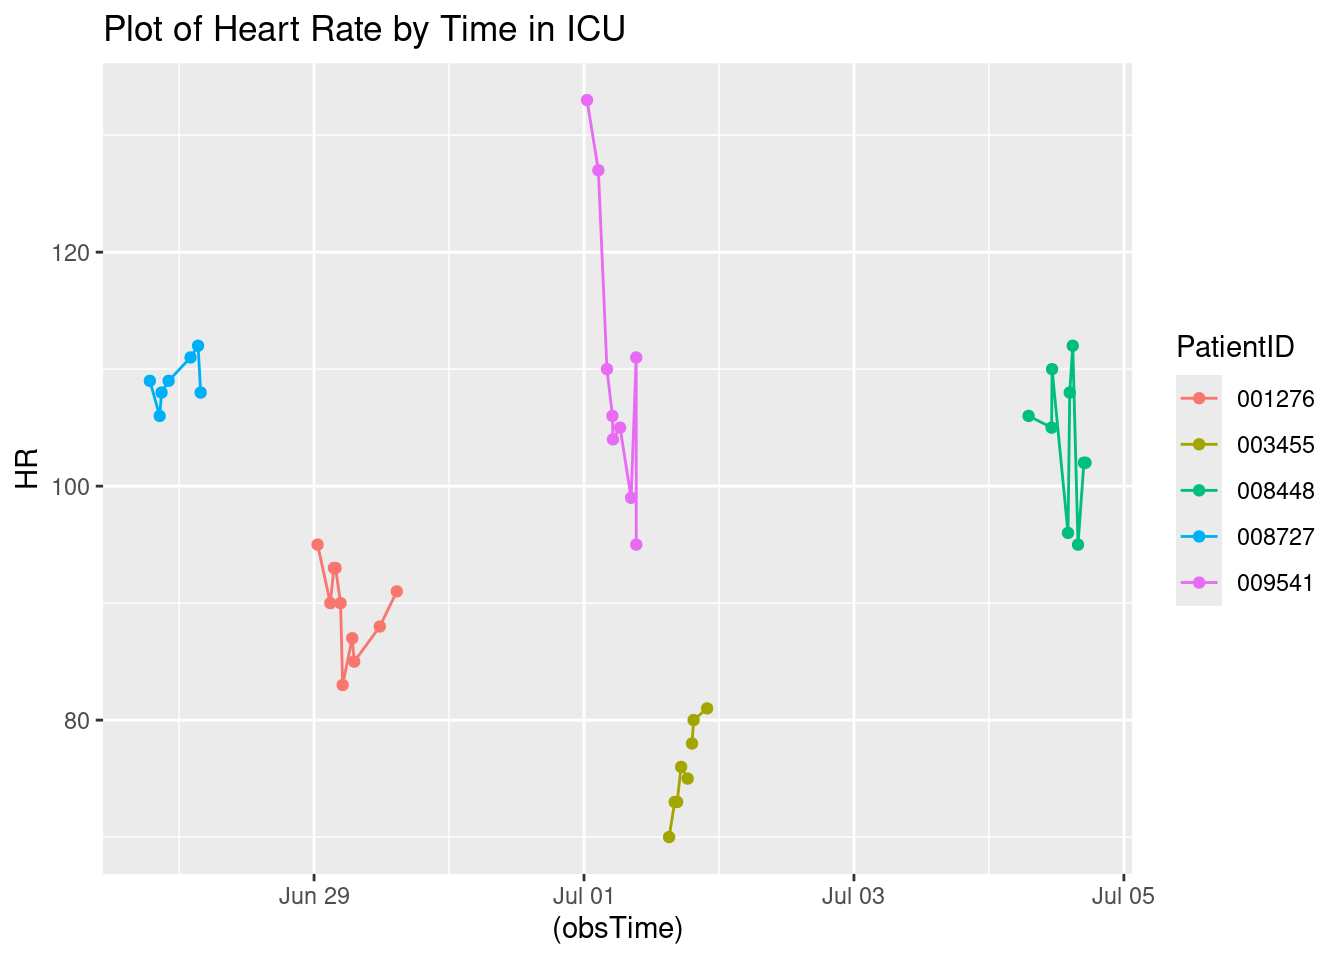 Plot of Heart Rate by Time in ICU
120
100
80
HR
Jun 29
Jul 01
Jul 03
Jul 05
(obsTime)
PatientID
001276
003455
008448
008727
009541